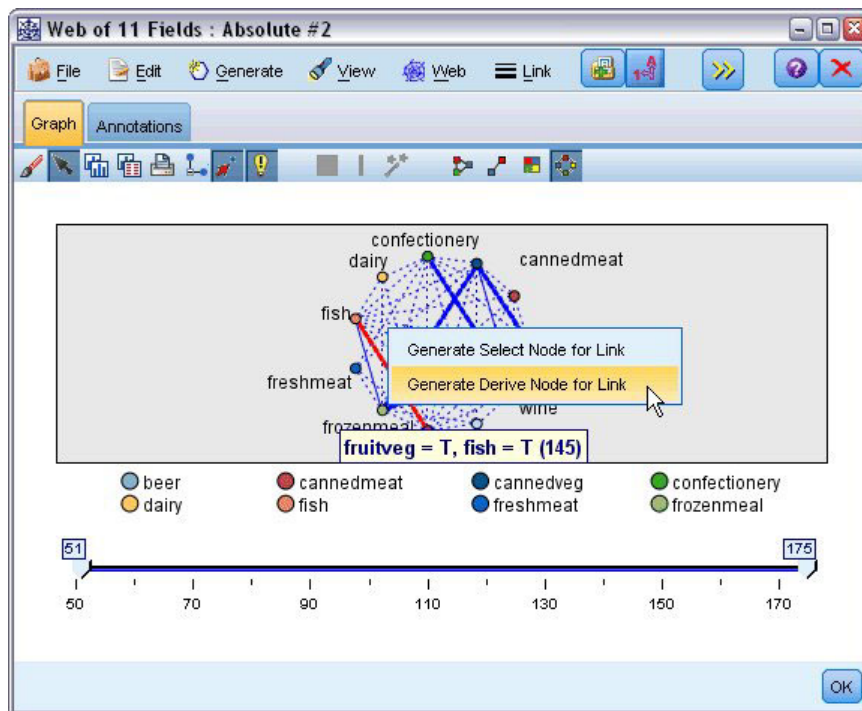 Web of 11 Fields : Absolute #2
File Edit Generate View Web Link
Graph Annotations
confectionery
dairy cannedmeat
fish
Generate Select Node for Link
freshmeat Generate Derive Node for Link
wine
frozenmeal
fruitveg = T, fish = T (145)
beer cannedmeat cannedveg confectionery
dairy fish freshmeat frozenmeal
51 175
50 70 90 110 130 150 170
OK